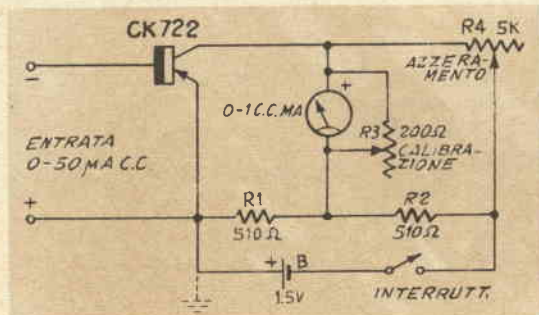 CK722
R4 5K
AZZERA-
MENTO
-
+
0-1 C.C. MA
R3
200Ω
CALIBRA-
ZIONE
ENTRATA
0-50 μA C.C
+
R1
510Ω
R2
510Ω
+
B
1.5V
INTERRUTT.